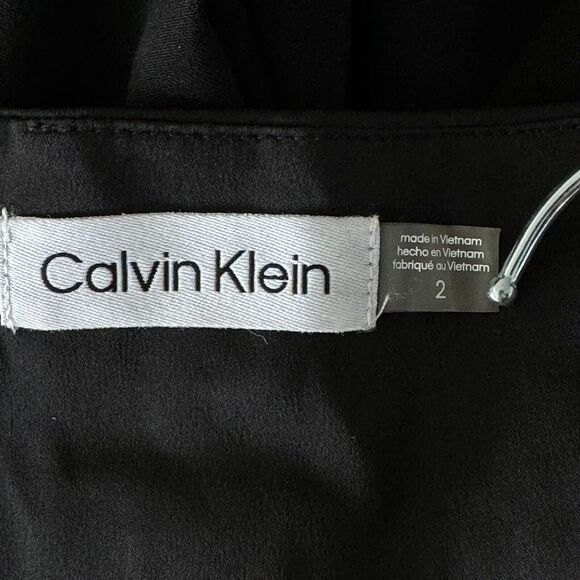 Calvin Klein
made in Vietnam
hecho en Vietnam
fabriqué au Vietnam
2